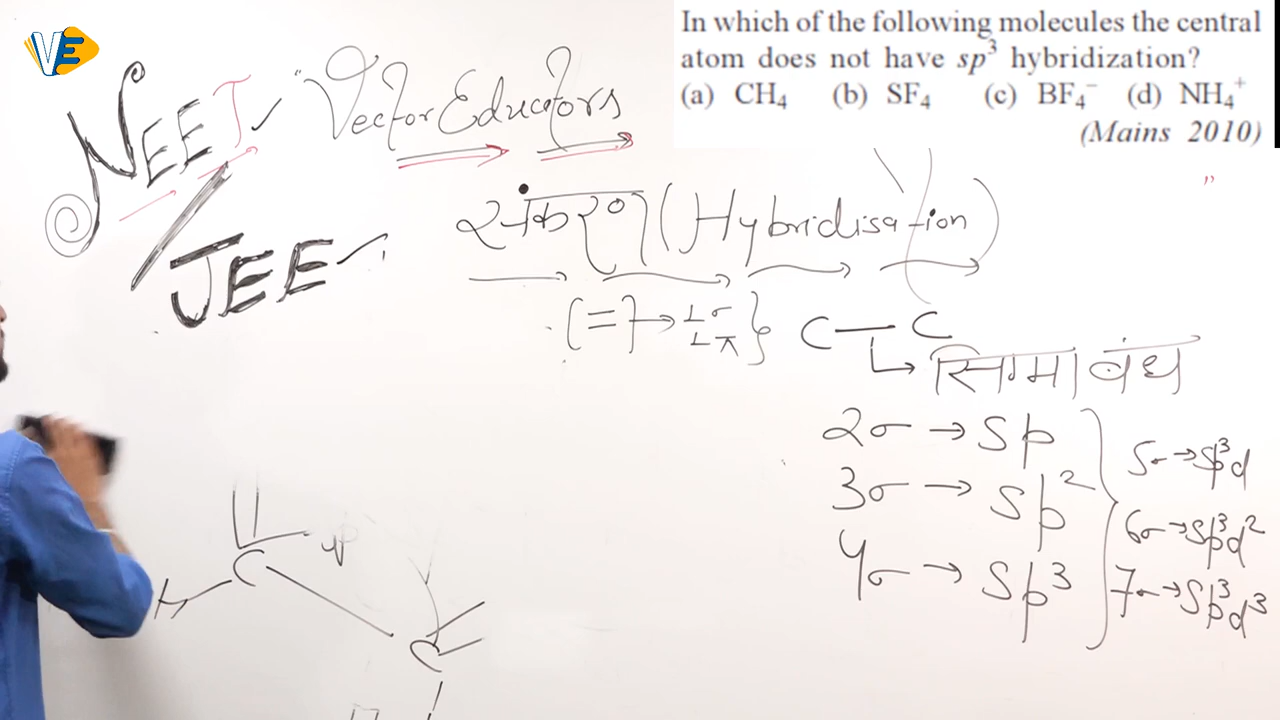 VE
In which of the following molecules the central
atom does not have sp³ hybridization?
(a) CH₄ (b) SF₄ (c) BF₄⁻ (d) NH₄⁺
(Mains 2010)
NEET
/
JEE
"Vector Educators
"
संकरण (Hybridisation)
{=} → 1σ
1π}
C — C
सिग्मा बंध
2σ → sp
3σ → sp²
4σ → sp³
5σ → sp³d
6σ → sp³d²
7σ → sp³d³
C
H
C